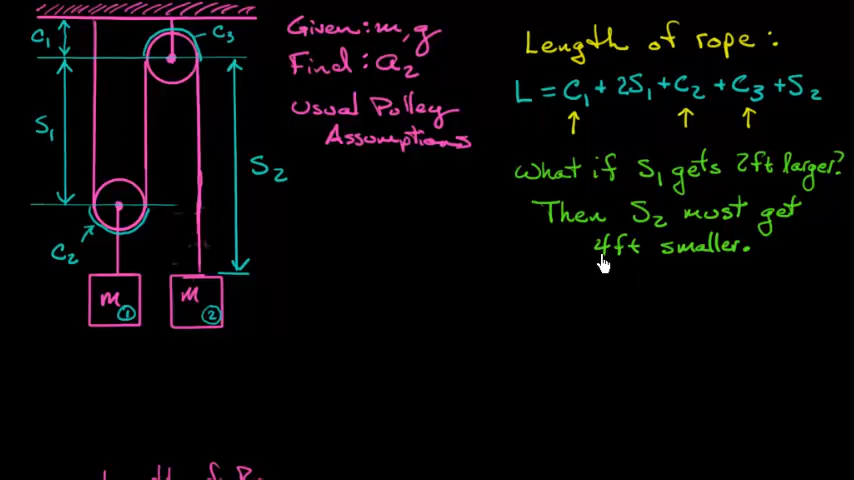 C₁
C₃
Given: m, g
Find: a₂
Usual Pulley
Assumptions
S₁
S₂
C₂
m ①
m ②
Length of rope:
L = C₁ + 2S₁ + C₂ + C₃ + S₂
What if S₁ gets 2ft larger?
Then S₂ must get
4ft smaller.